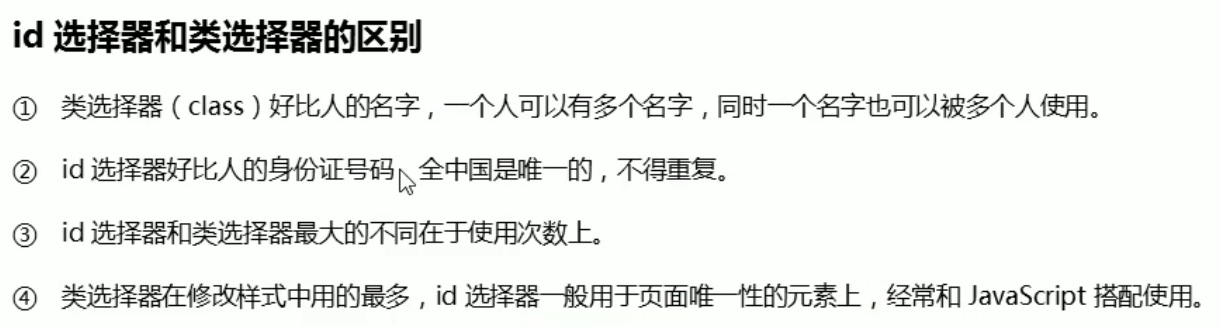 id 选择器和类选择器的区别
① 类选择器（class）好比人的名字，一个人可以有多个名字，同时一个名字也可以被多个人使用。
② id 选择器好比人的身份证号码，全中国是唯一的，不得重复。
③ id 选择器和类选择器最大的不同在于使用次数上。
④ 类选择器在修改样式中用的最多，id 选择器一般用于页面唯一性的元素上，经常和 JavaScript 搭配使用。